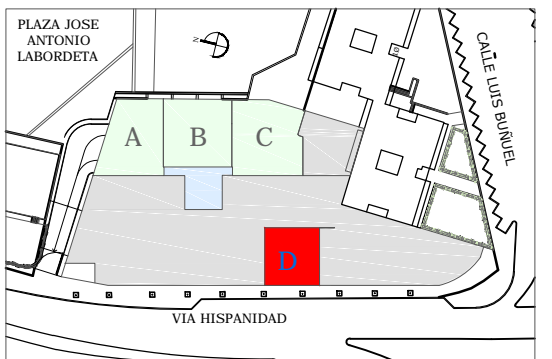 PLAZA JOSE
ANTONIO
LABORDETA
N
CALLE LUIS BUÑUEL
A
B
C
D
VIA HISPANIDAD